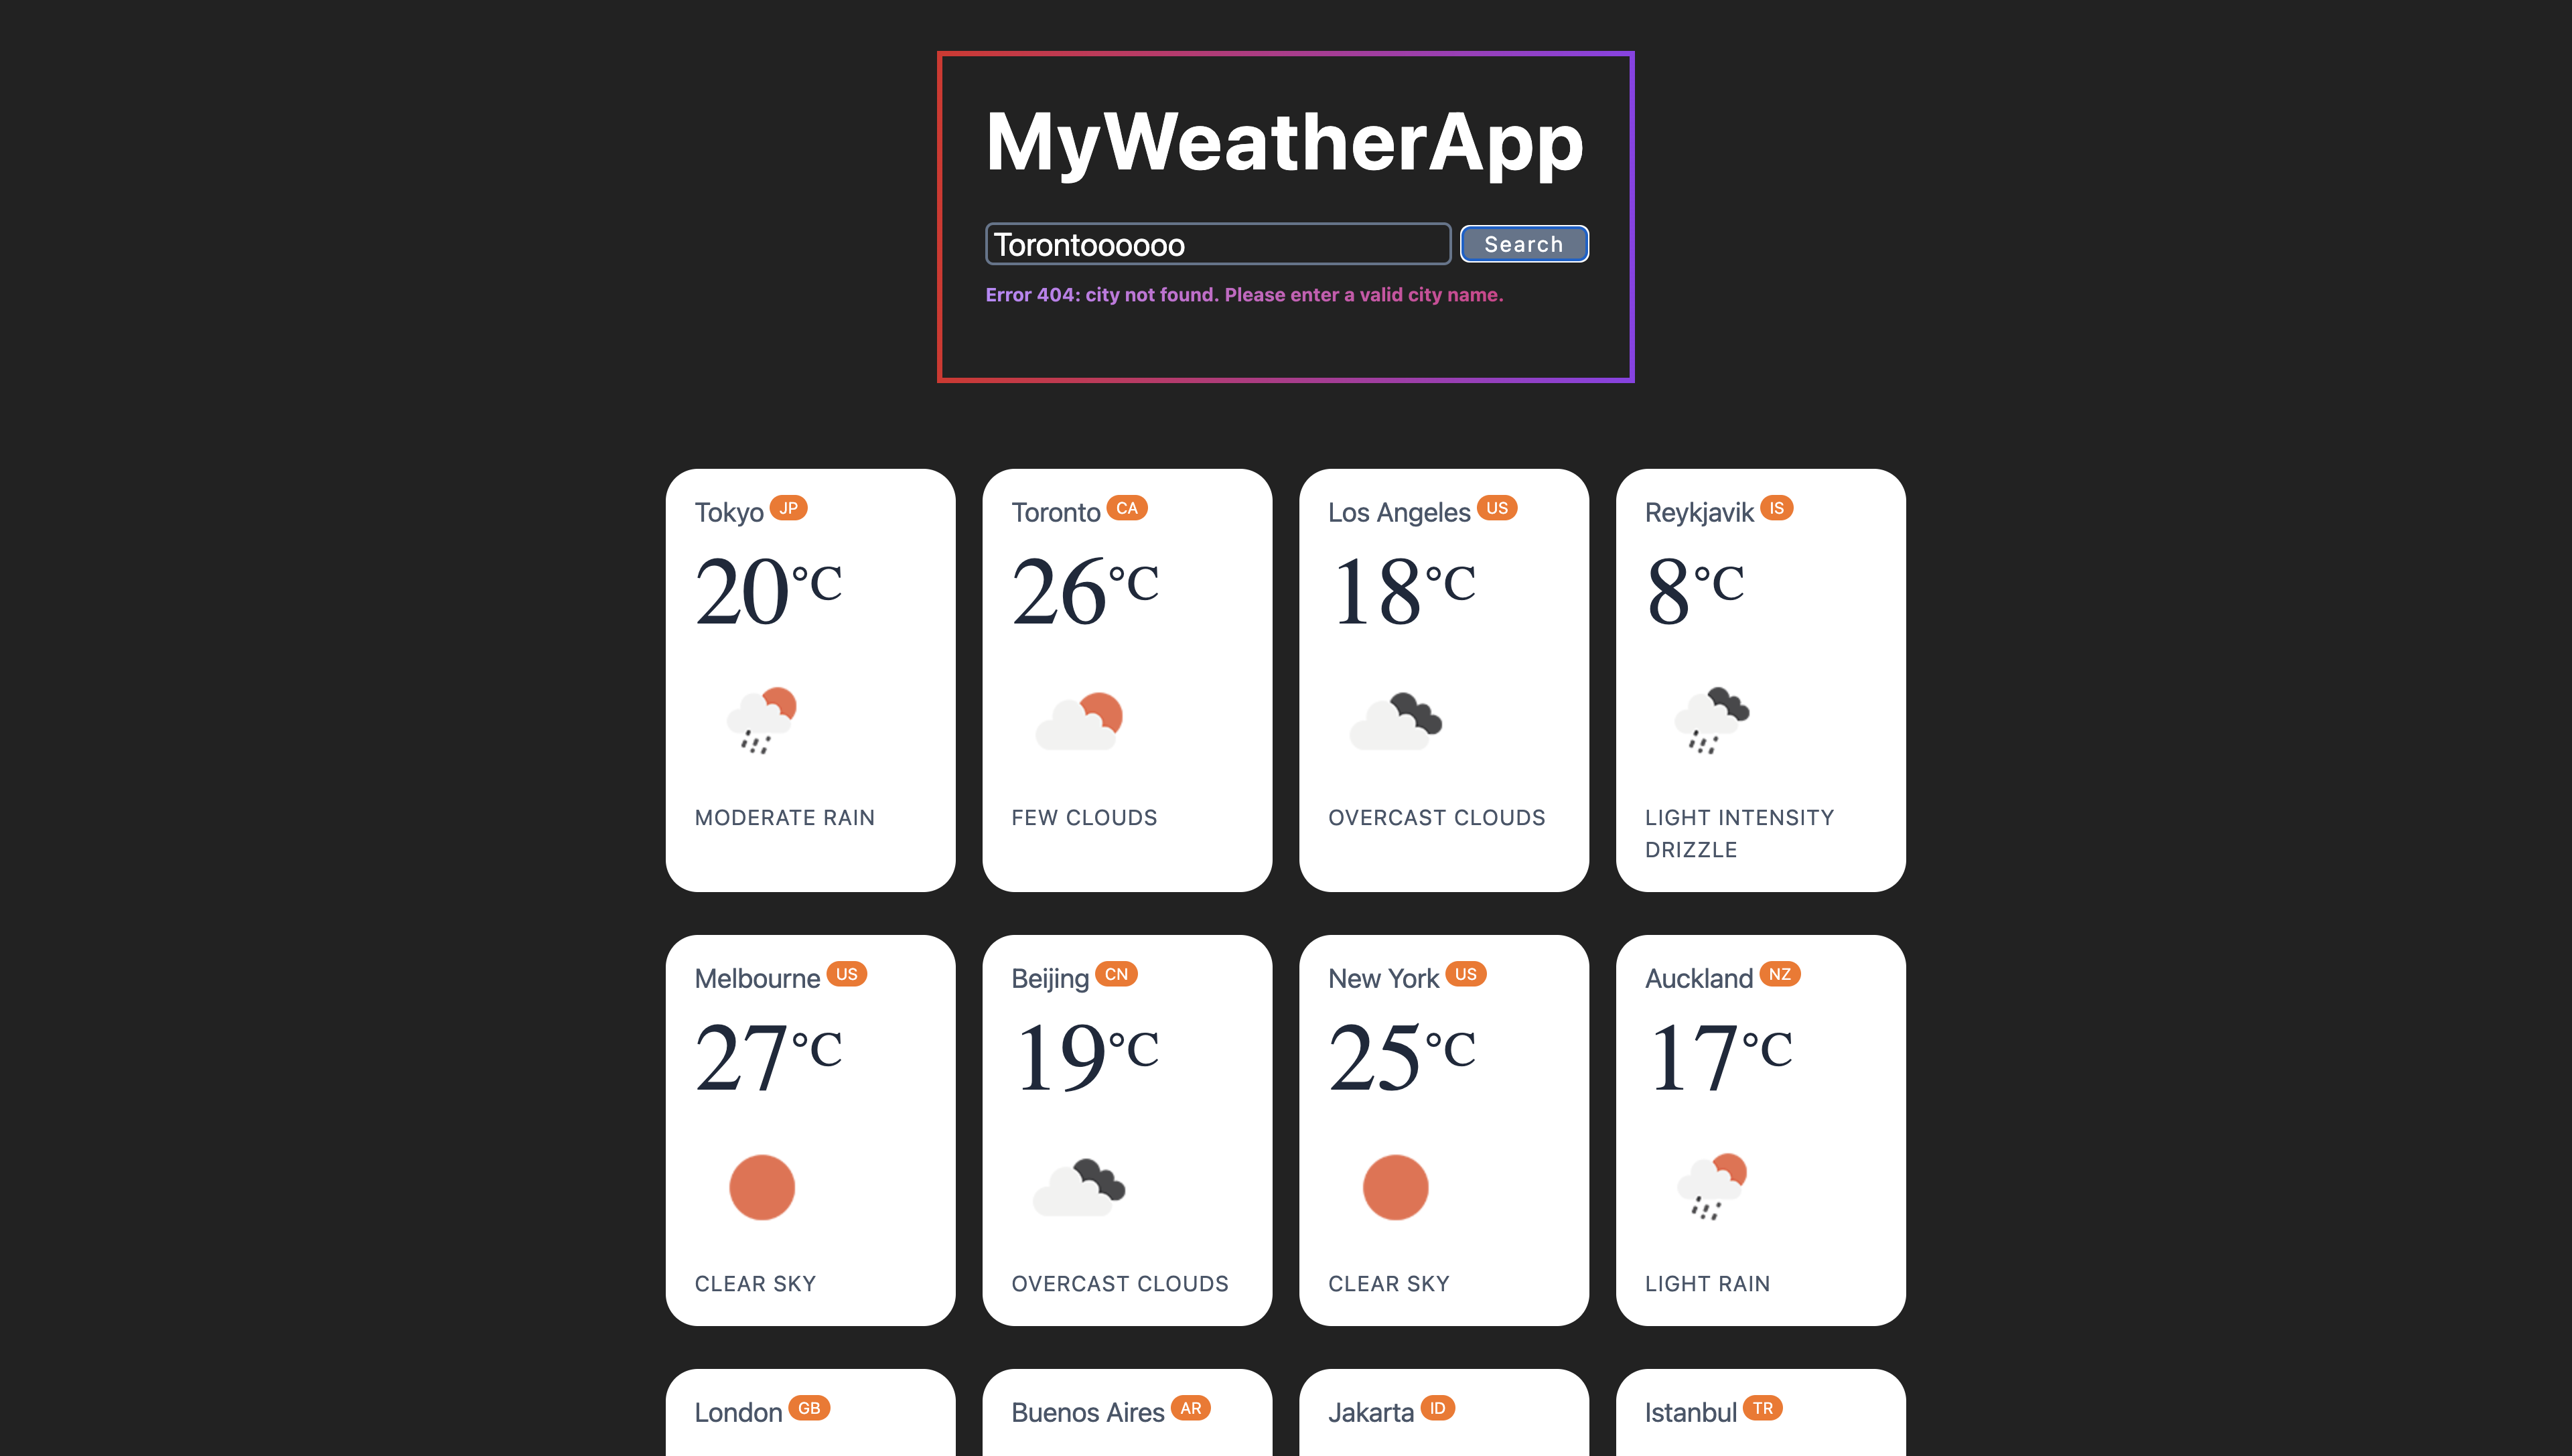 MyWeatherApp
Torontoooooo
Search
Error 404: city not found. Please enter a valid city name.
Tokyo JP
20°C
MODERATE RAIN
Toronto CA
26°C
FEW CLOUDS
Los Angeles US
18°C
OVERCAST CLOUDS
Reykjavik IS
8°C
LIGHT INTENSITY
DRIZZLE
Melbourne US
27°C
CLEAR SKY
Beijing CN
19°C
OVERCAST CLOUDS
New York US
25°C
CLEAR SKY
Auckland NZ
17°C
LIGHT RAIN
London GB
Buenos Aires AR
Jakarta ID
Istanbul TR